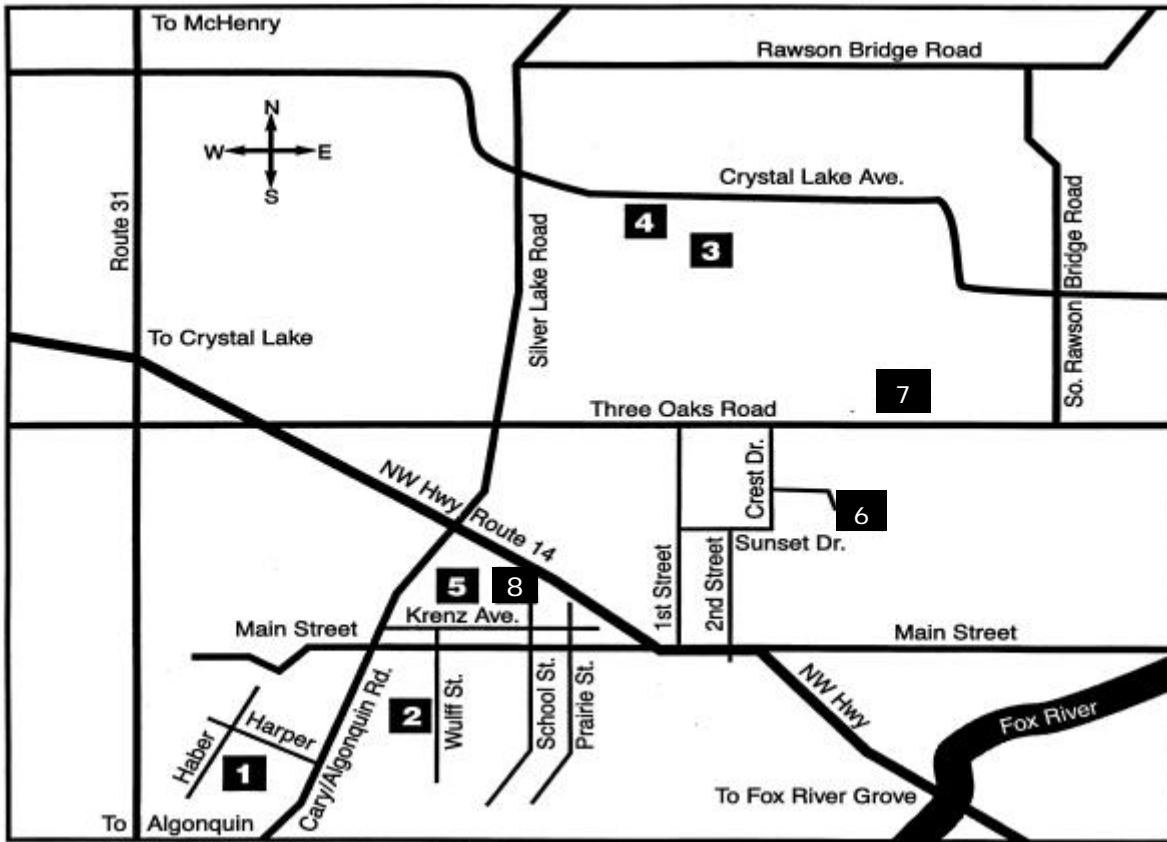 To McHenry
Rawson Bridge Road
N
W E
S
Crystal Lake Ave.
Route 31
Silver Lake Road
So. Rawson Bridge Road
4
3
To Crystal Lake
7
Three Oaks Road
NW Hwy Route 14
Crest Dr.
6
Sunset Dr.
1st Street
2nd Street
5
8
Krenz Ave.
Main Street
Main Street
Cary/Algonquin Rd.
2
Wulff St.
School St.
Prairie St.
NW Hwy
Fox River
Haber
Harper
1
To Fox River Grove
To Algonquin